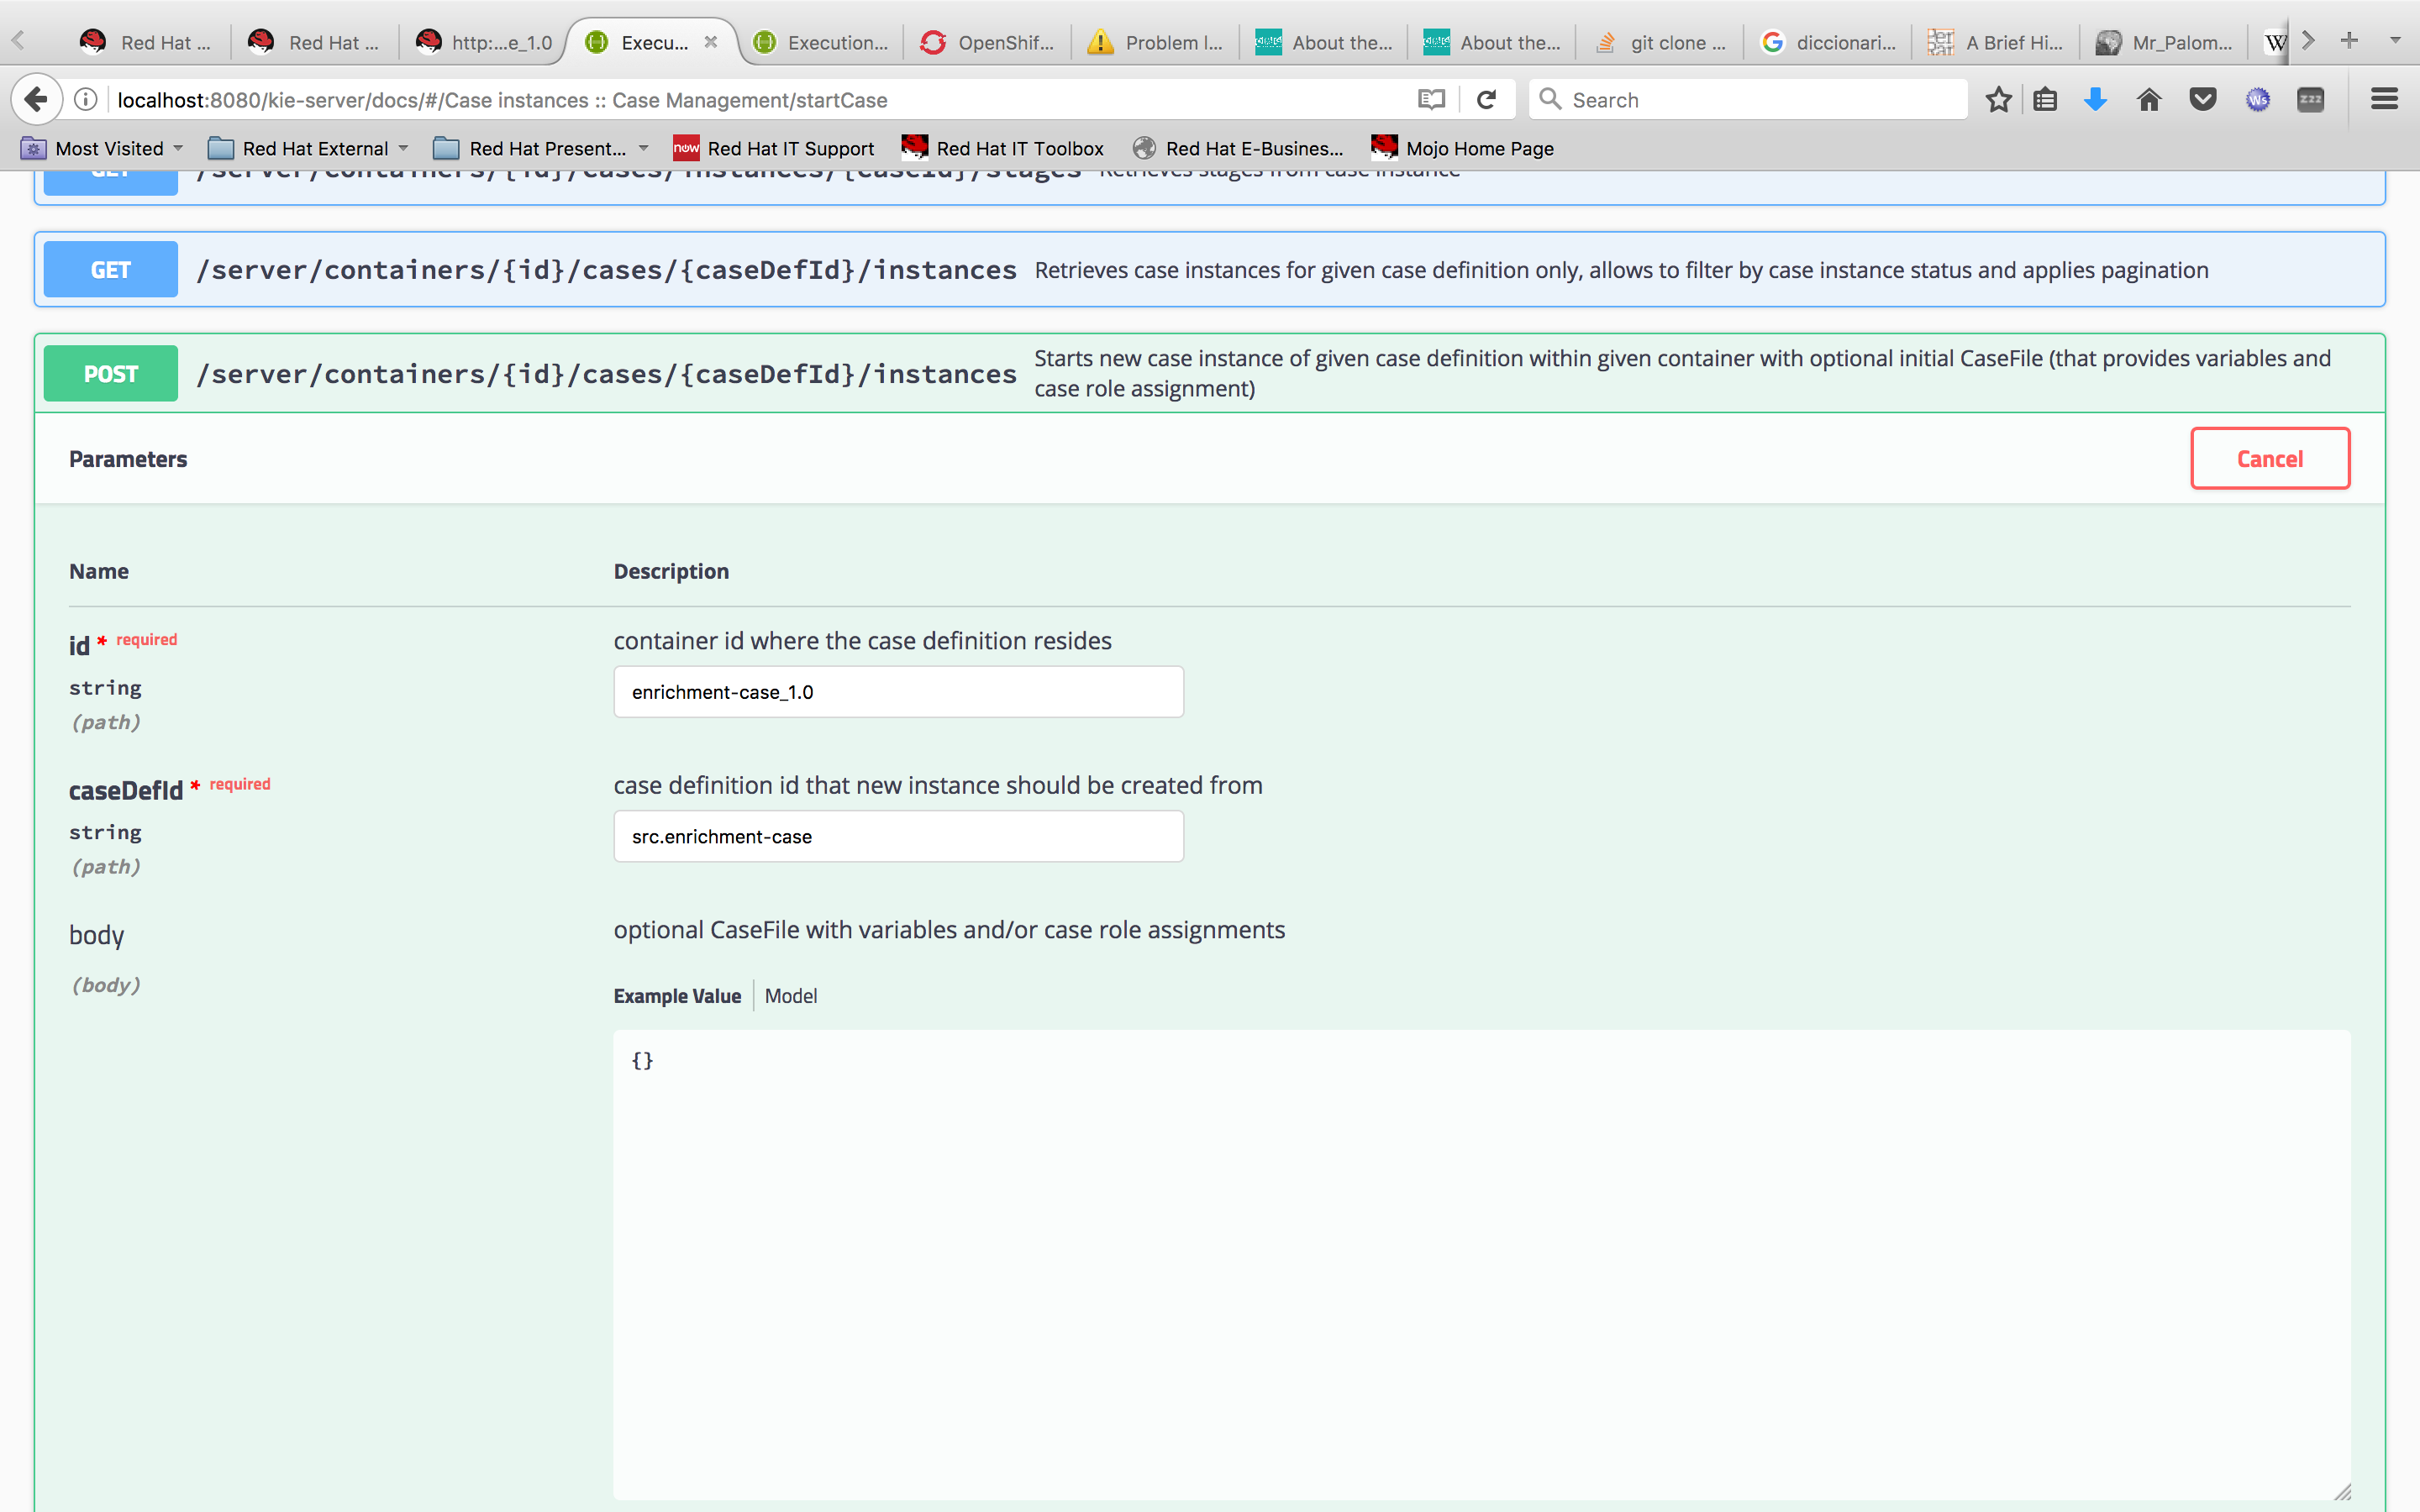 Red Hat ...
Red Hat ...
http:...e_1.0
Execu...
Execution...
OpenShif...
Problem l...
About the...
About the...
git clone ...
diccionari...
A Brief Hi...
Mr_Palom...
W
localhost:8080/kie-server/docs/#/Case instances :: Case Management/startCase
Search
Most Visited
Red Hat External
Red Hat Present...
now
Red Hat IT Support
Red Hat IT Toolbox
Red Hat E-Busines...
Mojo Home Page
GET /server/containers/{id}/cases/instances/{caseId}/stages Retrieves stages from case instance
GET /server/containers/{id}/cases/{caseDefId}/instances Retrieves case instances for given case definition only, allows to filter by case instance status and applies pagination
POST /server/containers/{id}/cases/{caseDefId}/instances Starts new case instance of given case definition within given container with optional initial CaseFile (that provides variables and
case role assignment)
Parameters
Cancel
Name
Description
id * required
string
(path)
container id where the case definition resides
enrichment-case_1.0
caseDefId * required
string
(path)
case definition id that new instance should be created from
src.enrichment-case
body
(body)
optional CaseFile with variables and/or case role assignments
Example Value
Model
{}